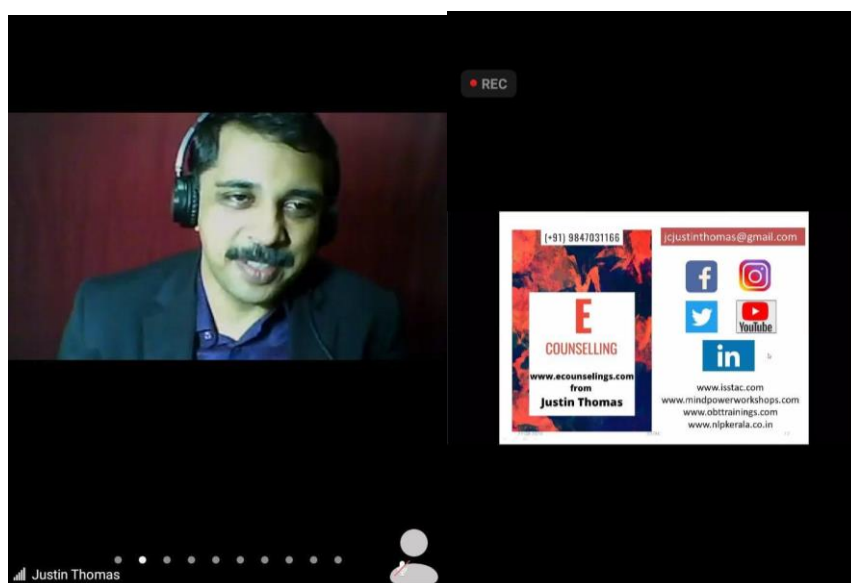 REC
(+91) 9847031166
E
COUNSELLING
www.ecounselings.com
from
Justin Thomas
jcjustinthomas@gmail.com
f
YouTube
in
www.isstac.com
www.mindpowerworkshops.com
www.obttrainings.com
www.nlpkerala.co.in
Justin Thomas